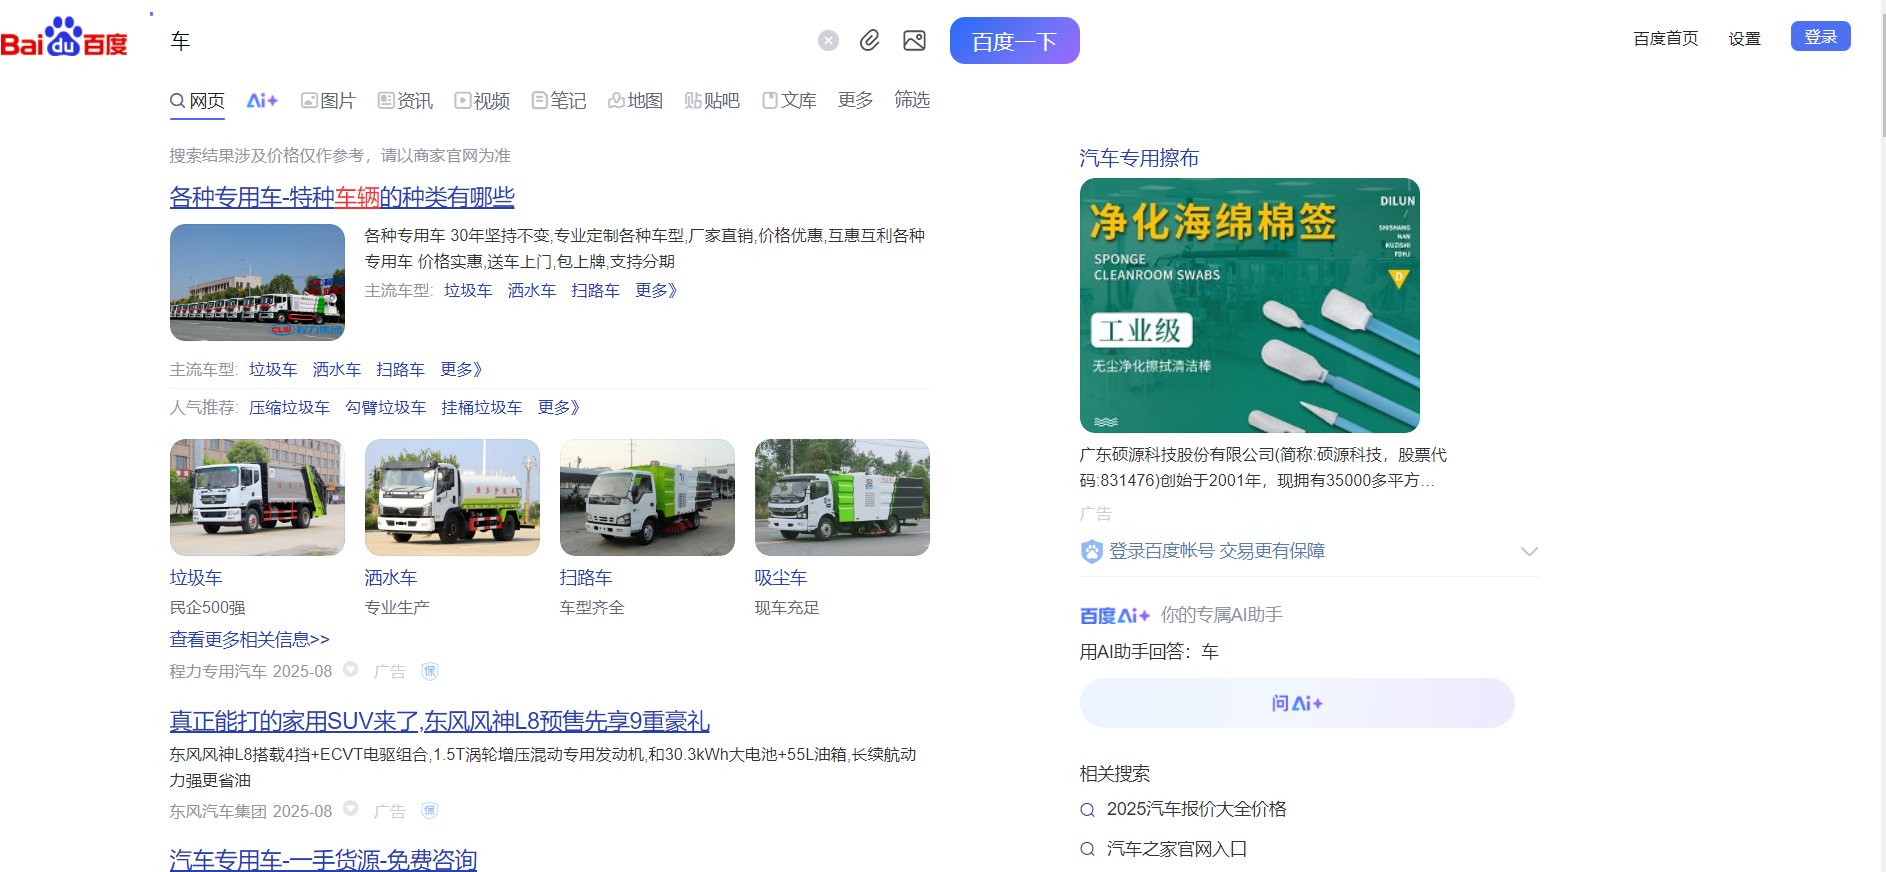 Bai du 百度
车
百度一下
百度首页 设置 登录
网页 Ai+ 图片 资讯 视频 笔记 地图 贴吧 文库 更多 筛选
搜索结果涉及价格仅作参考，请以商家官网为准
各种专用车-特种车辆的种类有哪些
各种专用车 30年坚持不变,专业定制各种车型,厂家直销,价格优惠,互惠互利各种
专用车 价格实惠,送车上门,包上牌,支持分期
主流车型: 垃圾车 洒水车 扫路车 更多》
CLW 程力集团
主流车型: 垃圾车 洒水车 扫路车 更多》
人气推荐: 压缩垃圾车 勾臂垃圾车 挂桶垃圾车 更多》
垃圾车 洒水车 扫路车 吸尘车
民企500强 专业生产 车型齐全 现车充足
查看更多相关信息>>
程力专用汽车 2025-08 广告 保
真正能打的家用SUV来了,东风风神L8预售先享9重豪礼
东风风神L8搭载4挡+ECVT电驱组合,1.5T涡轮增压混动专用发动机,和30.3kWh大电池+55L油箱,长续航动
力强更省油
东风汽车集团 2025-08 广告 保
汽车专用车-一手货源-免费咨询
汽车专用擦布
净化海绵棉签
DILUN
/
SHISHANG
NAN
KUZISHI
FDHU
D
SPONGE
CLEANROOM SWABS
工业级
无尘净化擦拭清洁棒
广东硕源科技股份有限公司(简称:硕源科技，股票代
码:831476)创始于2001年，现拥有35000多平方...
广告
登录百度帐号 交易更有保障
百度Ai+ 你的专属AI助手
用AI助手回答：车
问Ai+
相关搜索
2025汽车报价大全价格
汽车之家官网入口